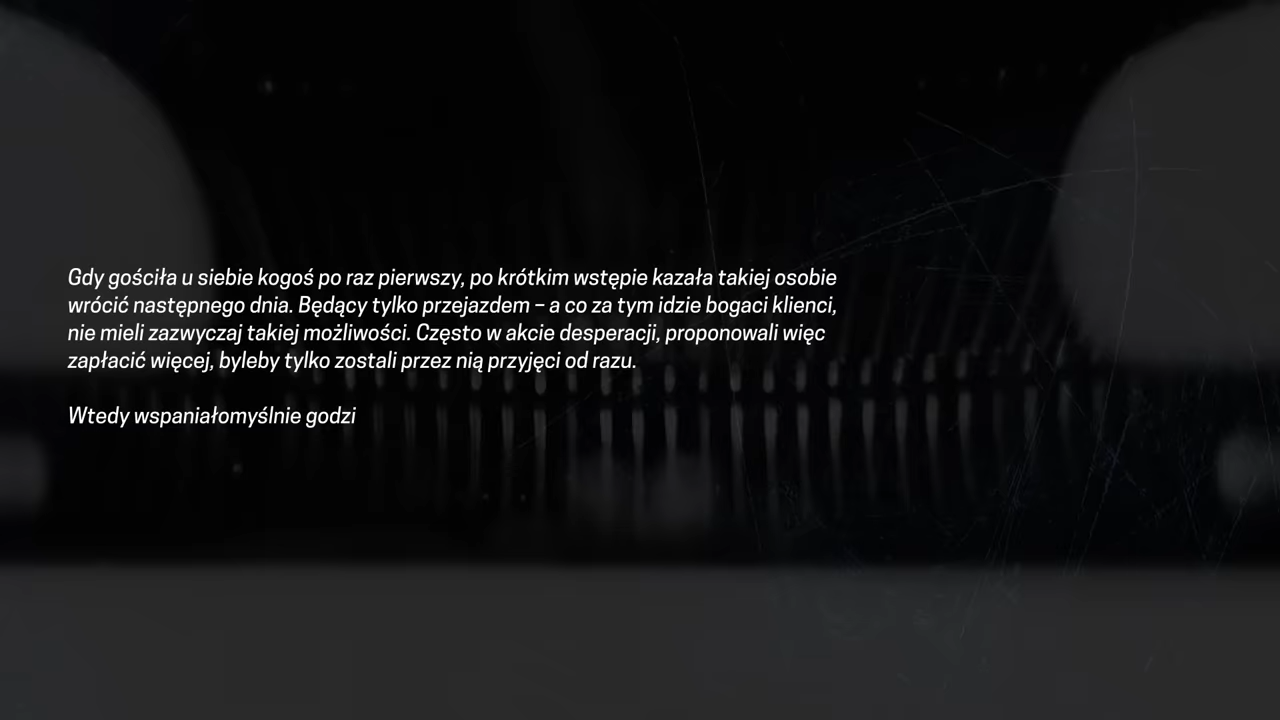 Gdy gościła u siebie kogoś po raz pierwszy, po krótkim wstępie kazała takiej osobie
wrócić następnego dnia. Będący tylko przejazdem – a co za tym idzie bogaci klienci,
nie mieli zazwyczaj takiej możliwości. Często w akcie desperacji, proponowali więc
zapłacić więcej, byleby tylko zostali przez nią przyjęci od razu.
Wtedy wspaniałomyślnie godzi